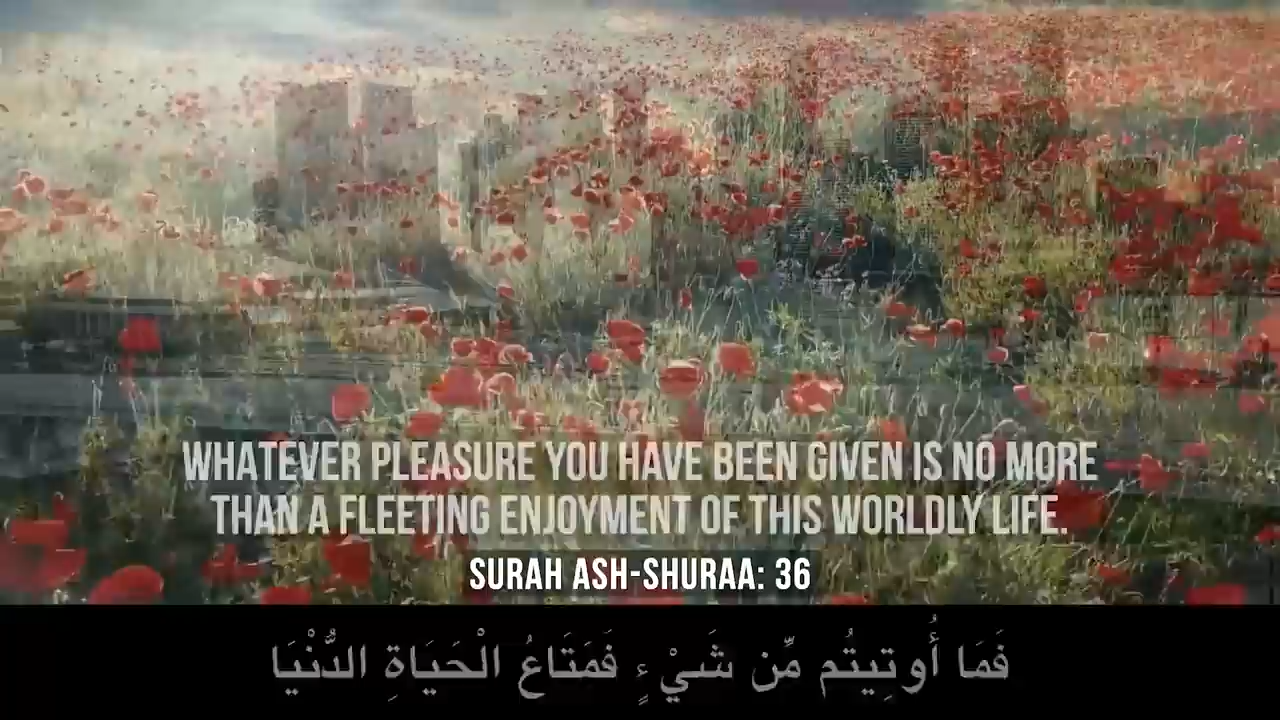 WHATEVER PLEASURE YOU HAVE BEEN GIVEN IS NO MORE
THAN A FLEETING ENJOYMENT OF THIS WORLDLY LIFE.
SURAH ASH-SHURAA: 36
فَمَا أُوتِيتُم مِّن شَيْءٍ فَمَتَاعُ الْحَيَاةِ الدُّنْيَا